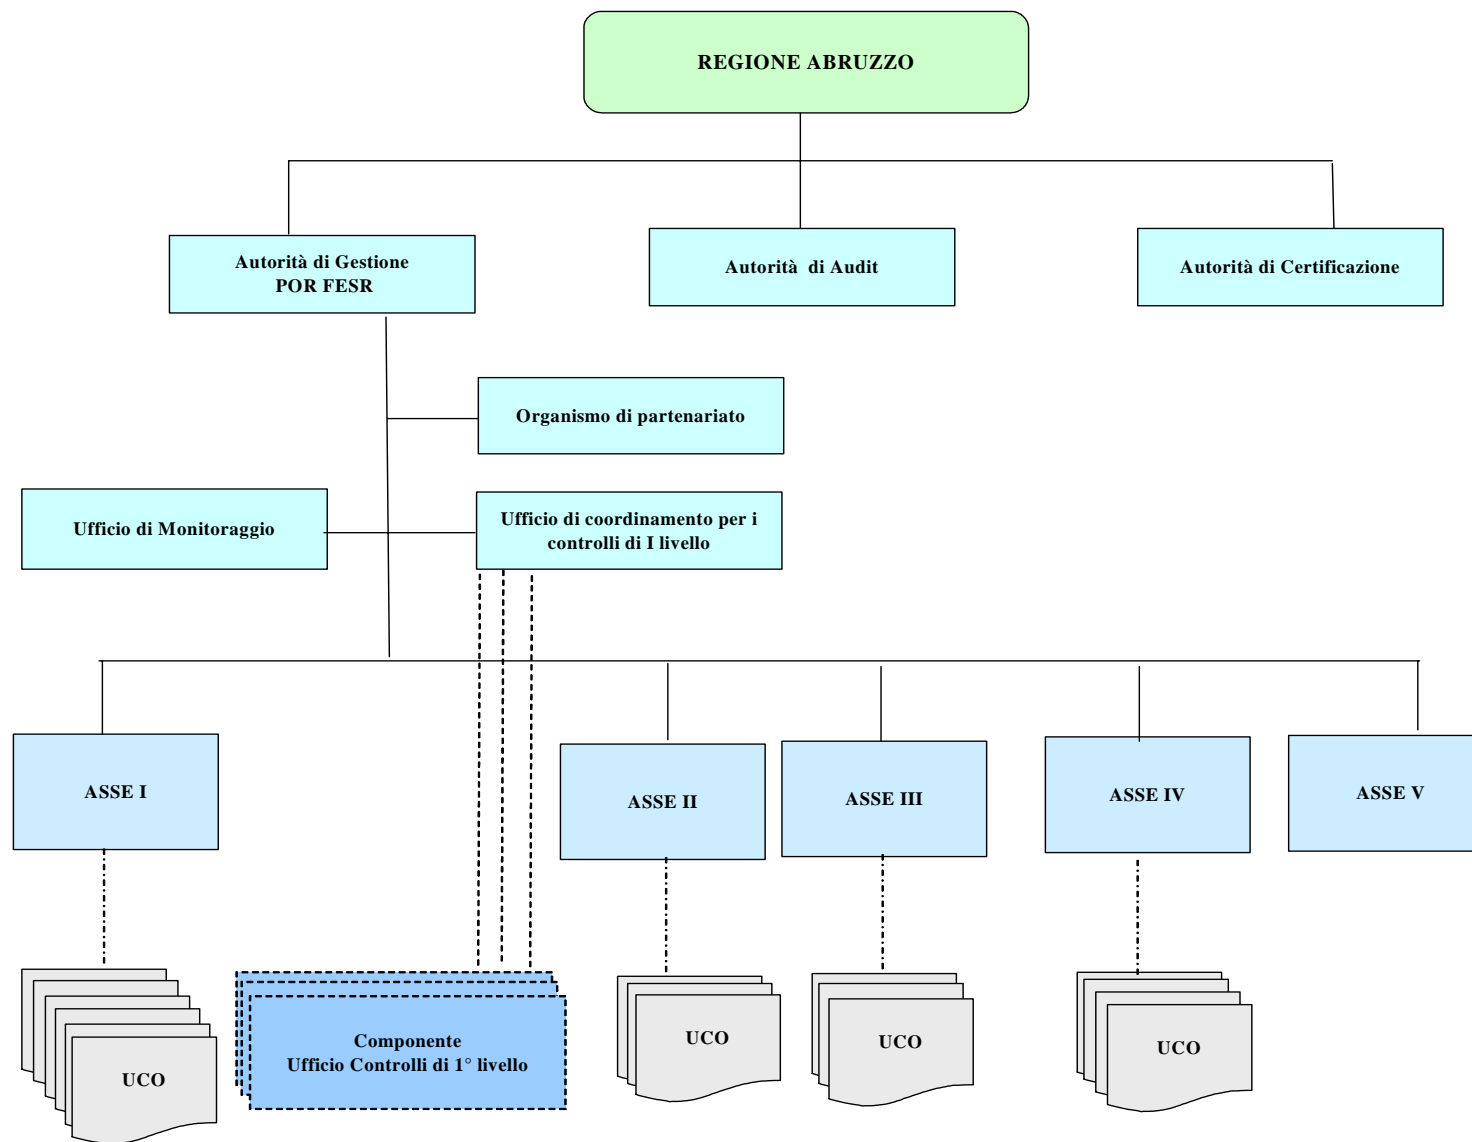 REGIONE ABRUZZO
Autorità di Gestione
POR FESR
Autorità di Audit
Autorità di Certificazione
Organismo di partenariato
Ufficio di Monitoraggio
Ufficio di coordinamento per i
controlli di I livello
ASSE I
ASSE II
ASSE III
ASSE IV
ASSE V
UCO
Componente
Ufficio Controlli di 1° livello
UCO
UCO
UCO